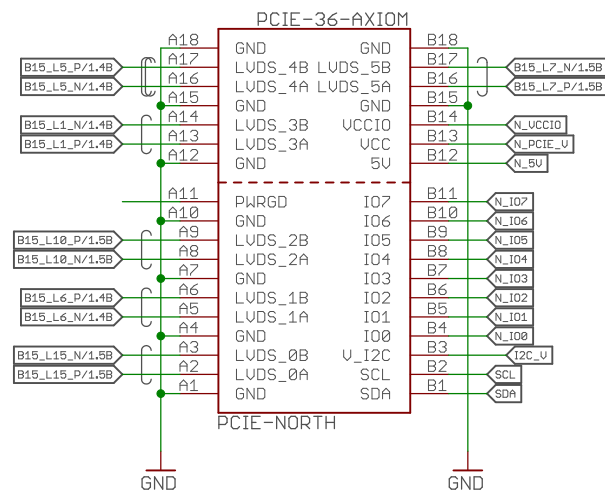 PCIE-36-AXIOM
A18 GND GND B18
B15_L5_P/1.4B A17 LVDS_4B LVDS_5B B17 B15_L7_N/1.5B
B15_L5_N/1.4B A16 LVDS_4A LVDS_5A B16 B15_L7_P/1.5B
A15 GND GND B15
B15_L1_N/1.4B A14 LVDS_3B VCCIO B14 N_VCCIO
B15_L1_P/1.4B A13 LVDS_3A VCC B13 N_PCIE_V
A12 GND 5V B12 N_5V
A11 PWRGD IO7 B11 N_IO7
A10 GND IO6 B10 N_IO6
B15_L10_P/1.5B A9 LVDS_2B IO5 B9 N_IO5
B15_L10_N/1.5B A8 LVDS_2A IO4 B8 N_IO4
A7 GND IO3 B7 N_IO3
B15_L6_P/1.4B A6 LVDS_1B IO2 B6 N_IO2
B15_L6_N/1.4B A5 LVDS_1A IO1 B5 N_IO1
A4 GND IO0 B4 N_IO0
B15_L15_N/1.5B A3 LVDS_0B V_I2C B3 I2C_V
B15_L15_P/1.5B A2 LVDS_0A SCL B2 SCL
A1 GND SDA B1 SDA
PCIE-NORTH
GND GND